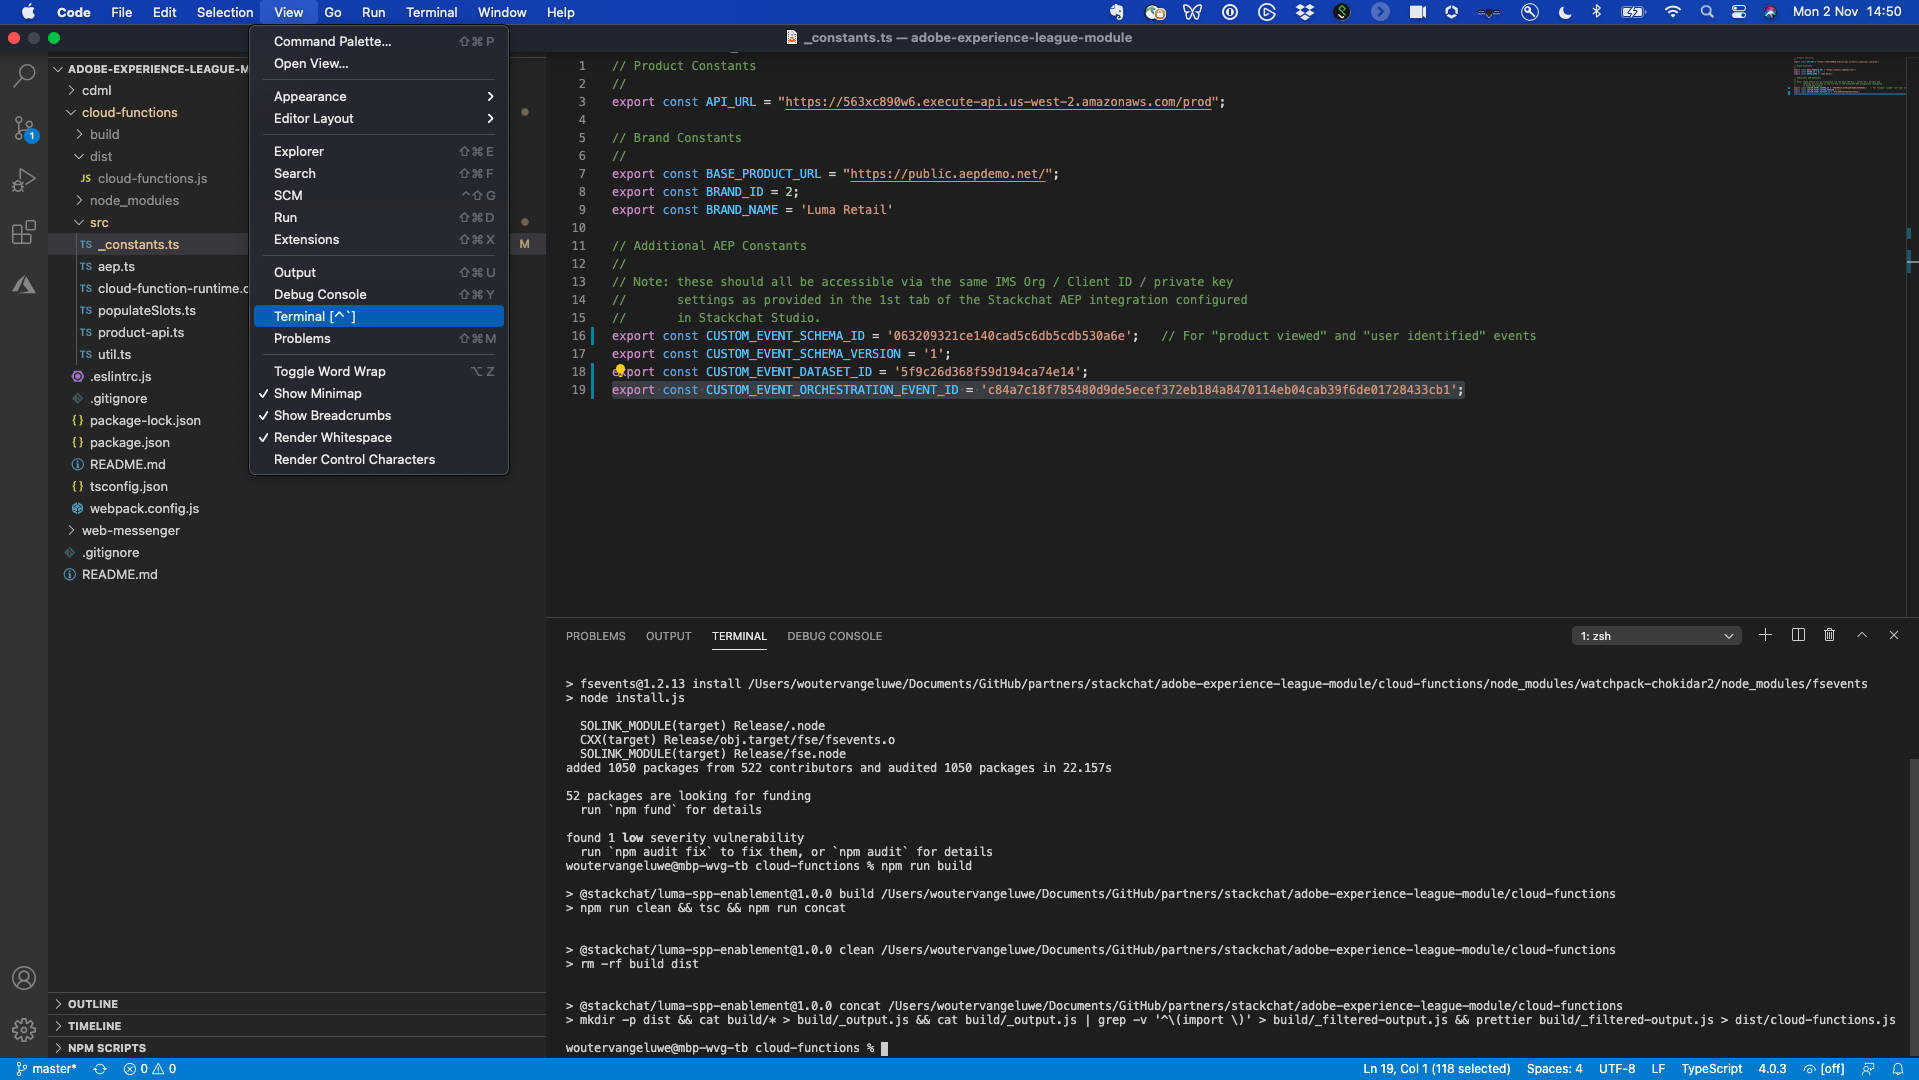 Code File Edit Selection View Go Run Terminal Window Help Mon 2 Nov 14:50
_constants.ts — adobe-experience-league-module
ADOBE-EXPERIENCE-LEAGUE-M
cdml
cloud-functions
build
dist
JS cloud-functions.js
node_modules
src
TS _constants.ts M
TS aep.ts
TS cloud-function-runtime.d
TS populateSlots.ts
TS product-api.ts
TS util.ts
.eslintrc.js
.gitignore
{} package-lock.json
{} package.json
README.md
{} tsconfig.json
webpack.config.js
web-messenger
.gitignore
README.md
OUTLINE
TIMELINE
NPM SCRIPTS
1
Command Palette... ⇧⌘P
Open View...
Appearance
Editor Layout
Explorer ⇧⌘E
Search ⇧⌘F
SCM ^⇧G
Run ⇧⌘D
Extensions ⇧⌘X
Output ⇧⌘U
Debug Console ⇧⌘Y
Terminal [^`]
Problems ⇧⌘M
Toggle Word Wrap ⌥Z
✓ Show Minimap
✓ Show Breadcrumbs
✓ Render Whitespace
Render Control Characters
1 // Product Constants
2 //
3 export const API_URL = "https://563xc890w6.execute-api.us-west-2.amazonaws.com/prod";
4
5 // Brand Constants
6 //
7 export const BASE_PRODUCT_URL = "https://public.aepdemo.net/";
8 export const BRAND_ID = 2;
9 export const BRAND_NAME = 'Luma Retail'
10
11 // Additional AEP Constants
12 //
13 // Note: these should all be accessible via the same IMS Org / Client ID / private key
14 // settings as provided in the 1st tab of the Stackchat AEP integration configured
15 // in Stackchat Studio.
16 export const CUSTOM_EVENT_SCHEMA_ID = '063209321ce140cad5c6db5cdb530a6e'; // For "product viewed" and "user identified" events
17 export const CUSTOM_EVENT_SCHEMA_VERSION = '1';
18 export const CUSTOM_EVENT_DATASET_ID = '5f9c26d368f59d194ca74e14';
19 export const CUSTOM_EVENT_ORCHESTRATION_EVENT_ID = 'c84a7c18f785480d9de5ecef372eb184a8470114eb04cab39f6de01728433cb1';
PROBLEMS OUTPUT TERMINAL DEBUG CONSOLE 1: zsh
> fsevents@1.2.13 install /Users/woutervangeluwe/Documents/GitHub/partners/stackchat/adobe-experience-league-module/cloud-functions/node_modules/watchpack-chokidar2/node_modules/fsevents
> node install.js
SOLINK_MODULE(target) Release/.node
CXX(target) Release/obj.target/fse/fsevents.o
SOLINK_MODULE(target) Release/fse.node
added 1050 packages from 522 contributors and audited 1050 packages in 22.157s
52 packages are looking for funding
run `npm fund` for details
found 1 low severity vulnerability
run `npm audit fix` to fix them, or `npm audit` for details
woutervangeluwe@mbp-wvg-tb cloud-functions % npm run build
> @stackchat/luma-spp-enablement@1.0.0 build /Users/woutervangeluwe/Documents/GitHub/partners/stackchat/adobe-experience-league-module/cloud-functions
> npm run clean && tsc && npm run concat
> @stackchat/luma-spp-enablement@1.0.0 clean /Users/woutervangeluwe/Documents/GitHub/partners/stackchat/adobe-experience-league-module/cloud-functions
> rm -rf build dist
> @stackchat/luma-spp-enablement@1.0.0 concat /Users/woutervangeluwe/Documents/GitHub/partners/stackchat/adobe-experience-league-module/cloud-functions
> mkdir -p dist && cat build/* > build/_output.js && cat build/_output.js | grep -v '^\(import \)' > build/_filtered-output.js && prettier build/_filtered-output.js > dist/cloud-functions.js
woutervangeluwe@mbp-wvg-tb cloud-functions %
master* 0 0 Ln 19, Col 1 (118 selected) Spaces: 4 UTF-8 LF TypeScript 4.0.3 [off]